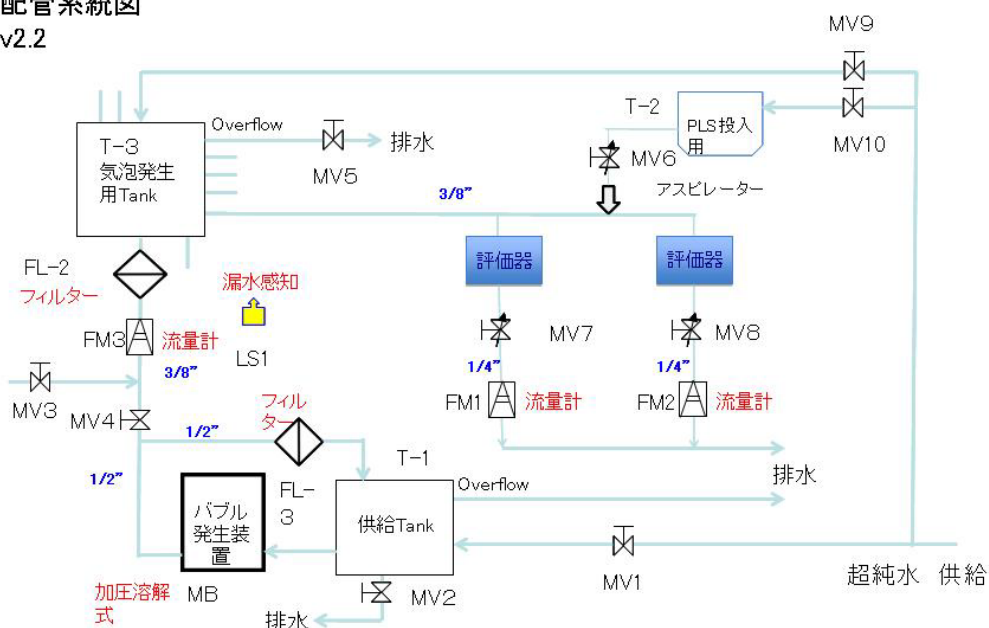 配管系統図
v2.2
MV9
T-2
PLS投入
用
MV10
Overflow
排水
MV5
T-3
気泡発生
用Tank
MV6
アスピレーター
3/8”
評価器
評価器
FL-2
フィルター
漏水感知
LS1
FM3
流量計
3/8”
MV7
MV8
1/4”
1/4”
FM1
流量計
FM2
流量計
MV3
MV4
フィル
ター
1/2”
1/2”
T-1
排水
FL-
3
Overflow
バブル
発生装
置
供給Tank
MV1
超純水 供給
加圧溶解
式
MB
MV2
排水